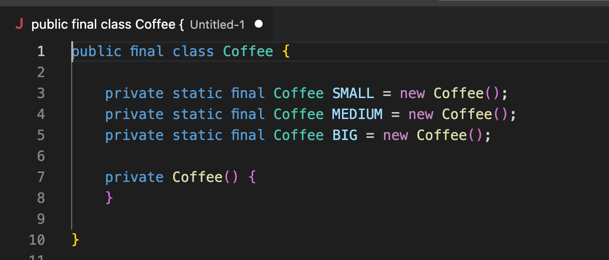 J public final class Coffee { Untitled-1 ●
1 public final class Coffee {
2
3     private static final Coffee SMALL = new Coffee();
4     private static final Coffee MEDIUM = new Coffee();
5     private static final Coffee BIG = new Coffee();
6
7     private Coffee() {
8     }
9
10 }
11